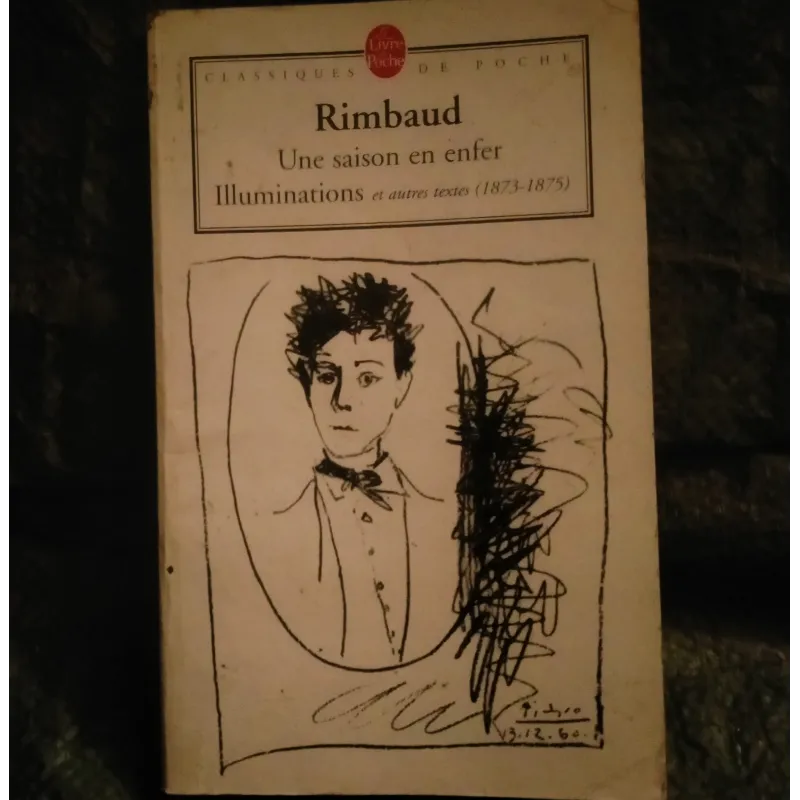 Livre
Poche
CLASSIQUES DE POCHE
Rimbaud
Une saison en enfer
Illuminations et autres textes (1873-1875)
Picasso
13.12.60.